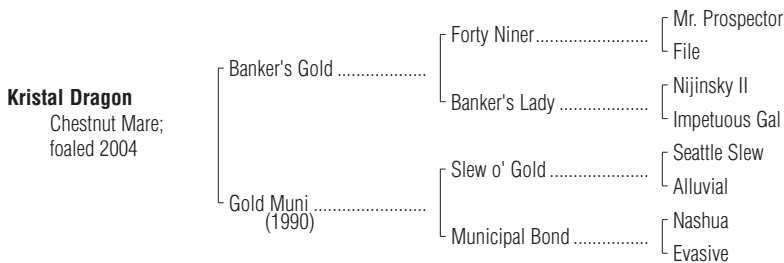 Kristal Dragon
Chestnut Mare;
foaled 2004
Banker's Gold ....................
Gold Muni .........................
(1990)
Forty Niner.........................
Banker's Lady ....................
Slew o' Gold ......................
Municipal Bond .................
Mr. Prospector
File
Nijinsky II
Impetuous Gal
Seattle Slew
Alluvial
Nashua
Evasive